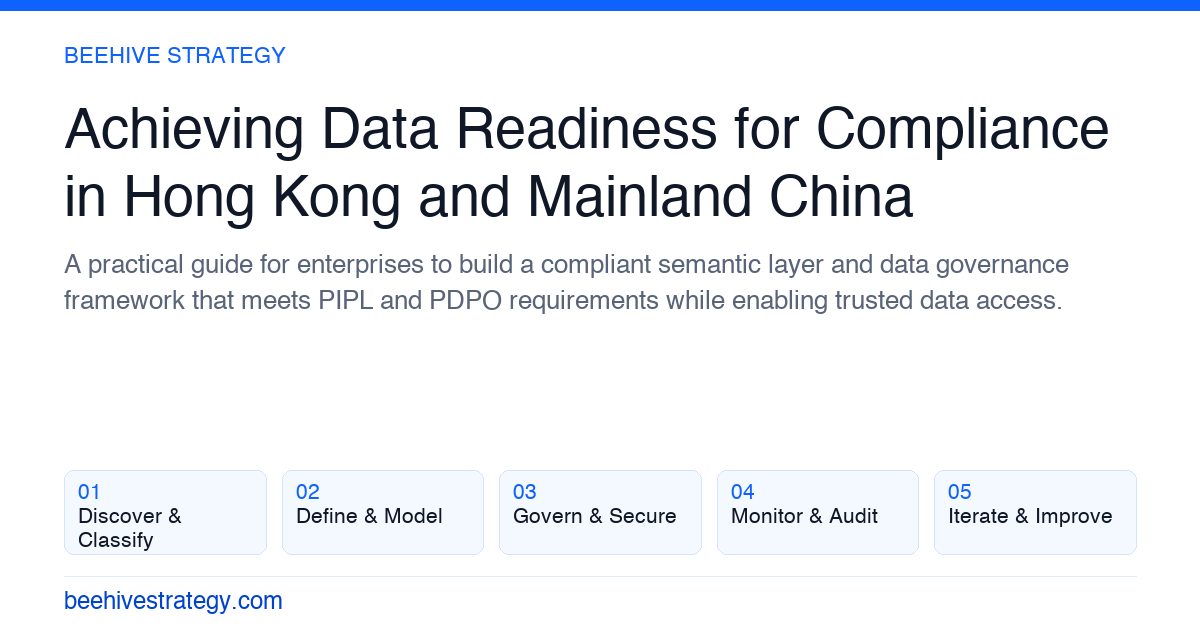 BEEHIVE STRATEGY
Achieving Data Readiness for Compliance
in Hong Kong and Mainland China
A practical guide for enterprises to build a compliant semantic layer and data governance
framework that meets PIPL and PDPO requirements while enabling trusted data access.
01
Discover &
Classify
02
Define & Model
03
Govern & Secure
04
Monitor & Audit
05
Iterate & Improve
beehivestrategy.com